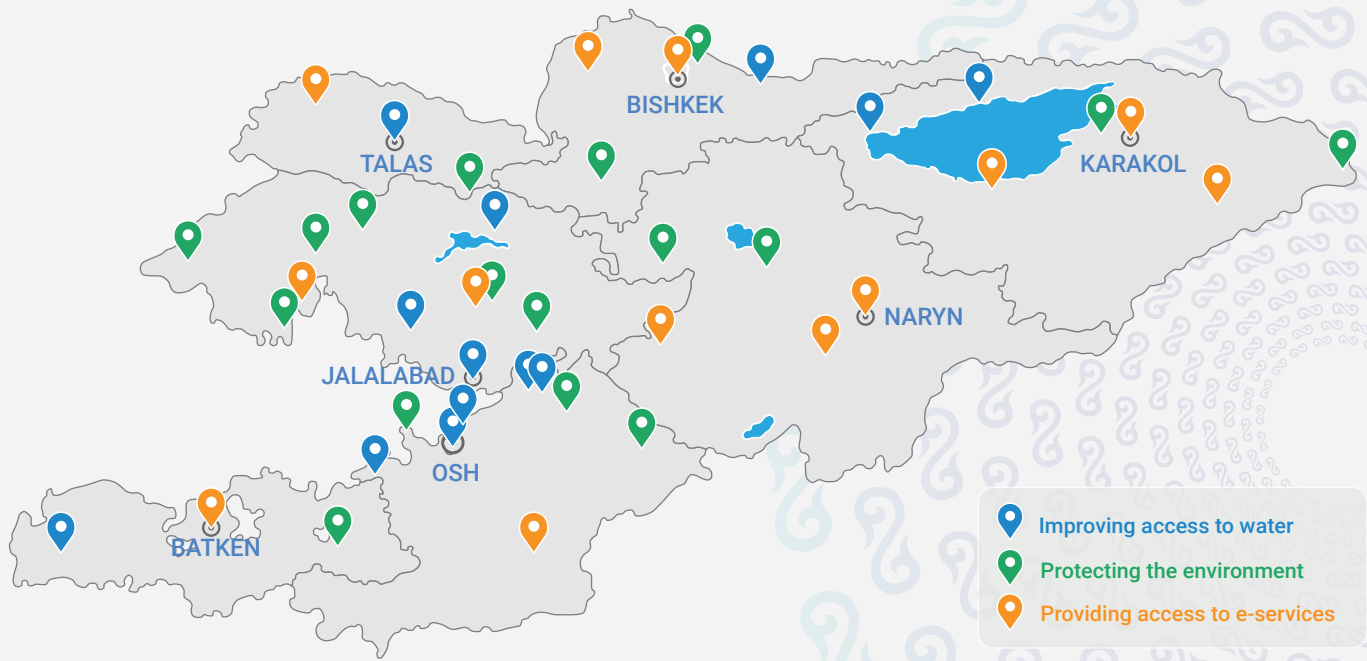 BISHKEK
TALAS
KARAKOL
NARYN
JALALABAD
OSH
BATKEN
Improving access to water
Protecting the environment
Providing access to e-services